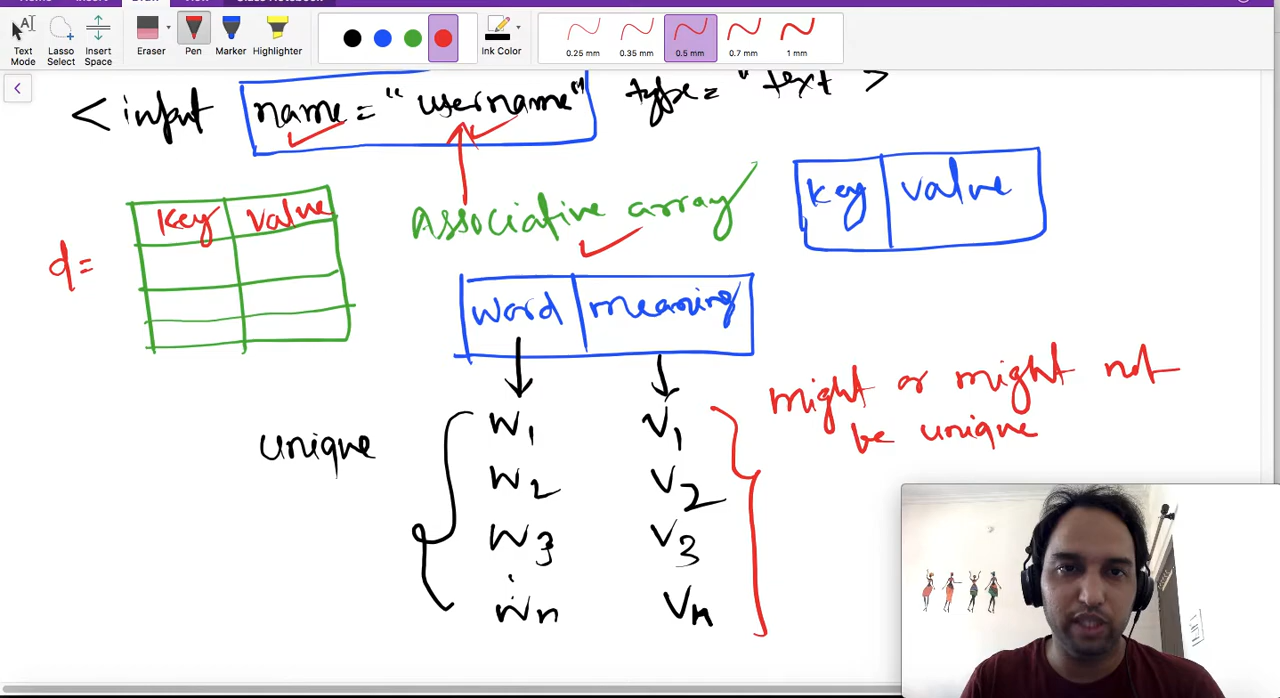 Text Mode
Lasso Select
Insert Space
Eraser
Pen
Marker
Highlighter
Ink Color
0.25 mm
0.35 mm
0.5 mm
0.7 mm
1 mm
<input name="username" type="text">
Associative array
key value
d=
key value
word meaning
might or might not
be unique
unique
w1 v1
w2 v2
w3 v3
wn vn